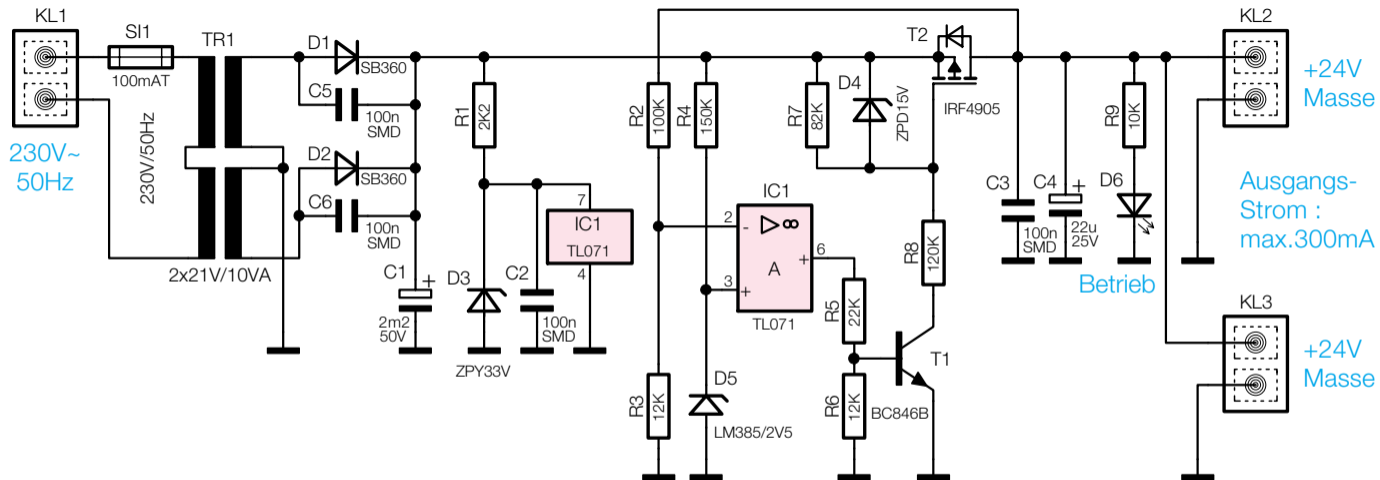 KL1
230V~
50Hz
SI1
100mAT
TR1
230V/50Hz
2x21V/10VA
D1
SB360
C5
100n
SMD
D2
SB360
C6
100n
SMD
C1
+
2m2
50V
R1
2K2
D3
ZPY33V
C2
100n
SMD
7
IC1
TL071
4
R2
100K
R4
150K
R3
12K
D5
LM385/2V5
IC1
2
-
3
+
▷∞
A
+
6
TL071
R5
22K
R6
12K
R7
82K
D4
ZPD15V
T2
IRF4905
R8
120K
T1
BC846B
C3
100n
SMD
C4
+
22u
25V
R9
10K
D6
Betrieb
KL2
+24V
Masse
Ausgangs-
Strom :
max.300mA
KL3
+24V
Masse